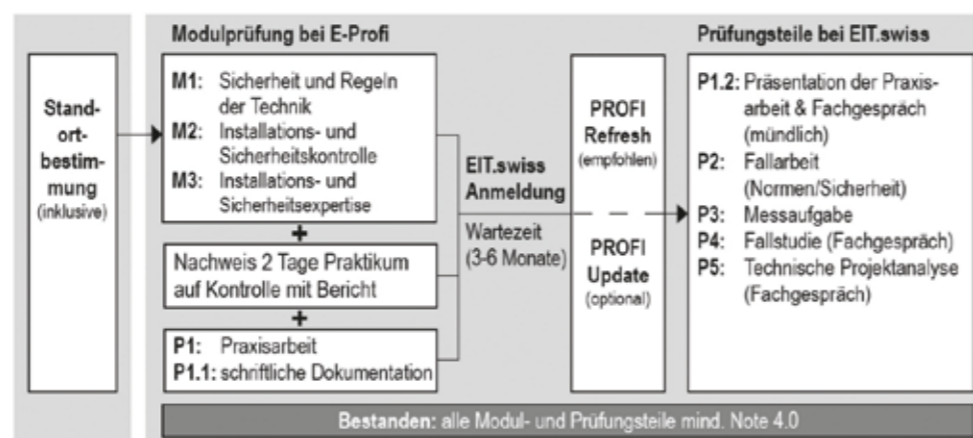 Stand-
ort-
bestim-
mung
(inklusive)
Modulprüfung bei E-Profi
M1: Sicherheit und Regeln
der Technik
M2: Installations- und
Sicherheitskontrolle
M3: Installations- und
Sicherheitsexpertise
+
Nachweis 2 Tage Praktikum
auf Kontrolle mit Bericht
+
P1: Praxisarbeit
P1.1: schriftliche Dokumentation
EIT.swiss
Anmeldung
Wartezeit
(3-6 Monate)
PROFI
Refresh
(empfohlen)
PROFI
Update
(optional)
Prüfungsteile bei EIT.swiss
P1.2: Präsentation der Praxis-
arbeit & Fachgespräch
(mündlich)
P2: Fallarbeit
(Normen/Sicherheit)
P3: Messaufgabe
P4: Fallstudie (Fachgespräch)
P5: Technische Projektanalyse
(Fachgespräch)
Bestanden: alle Modul- und Prüfungsteile mind. Note 4.0